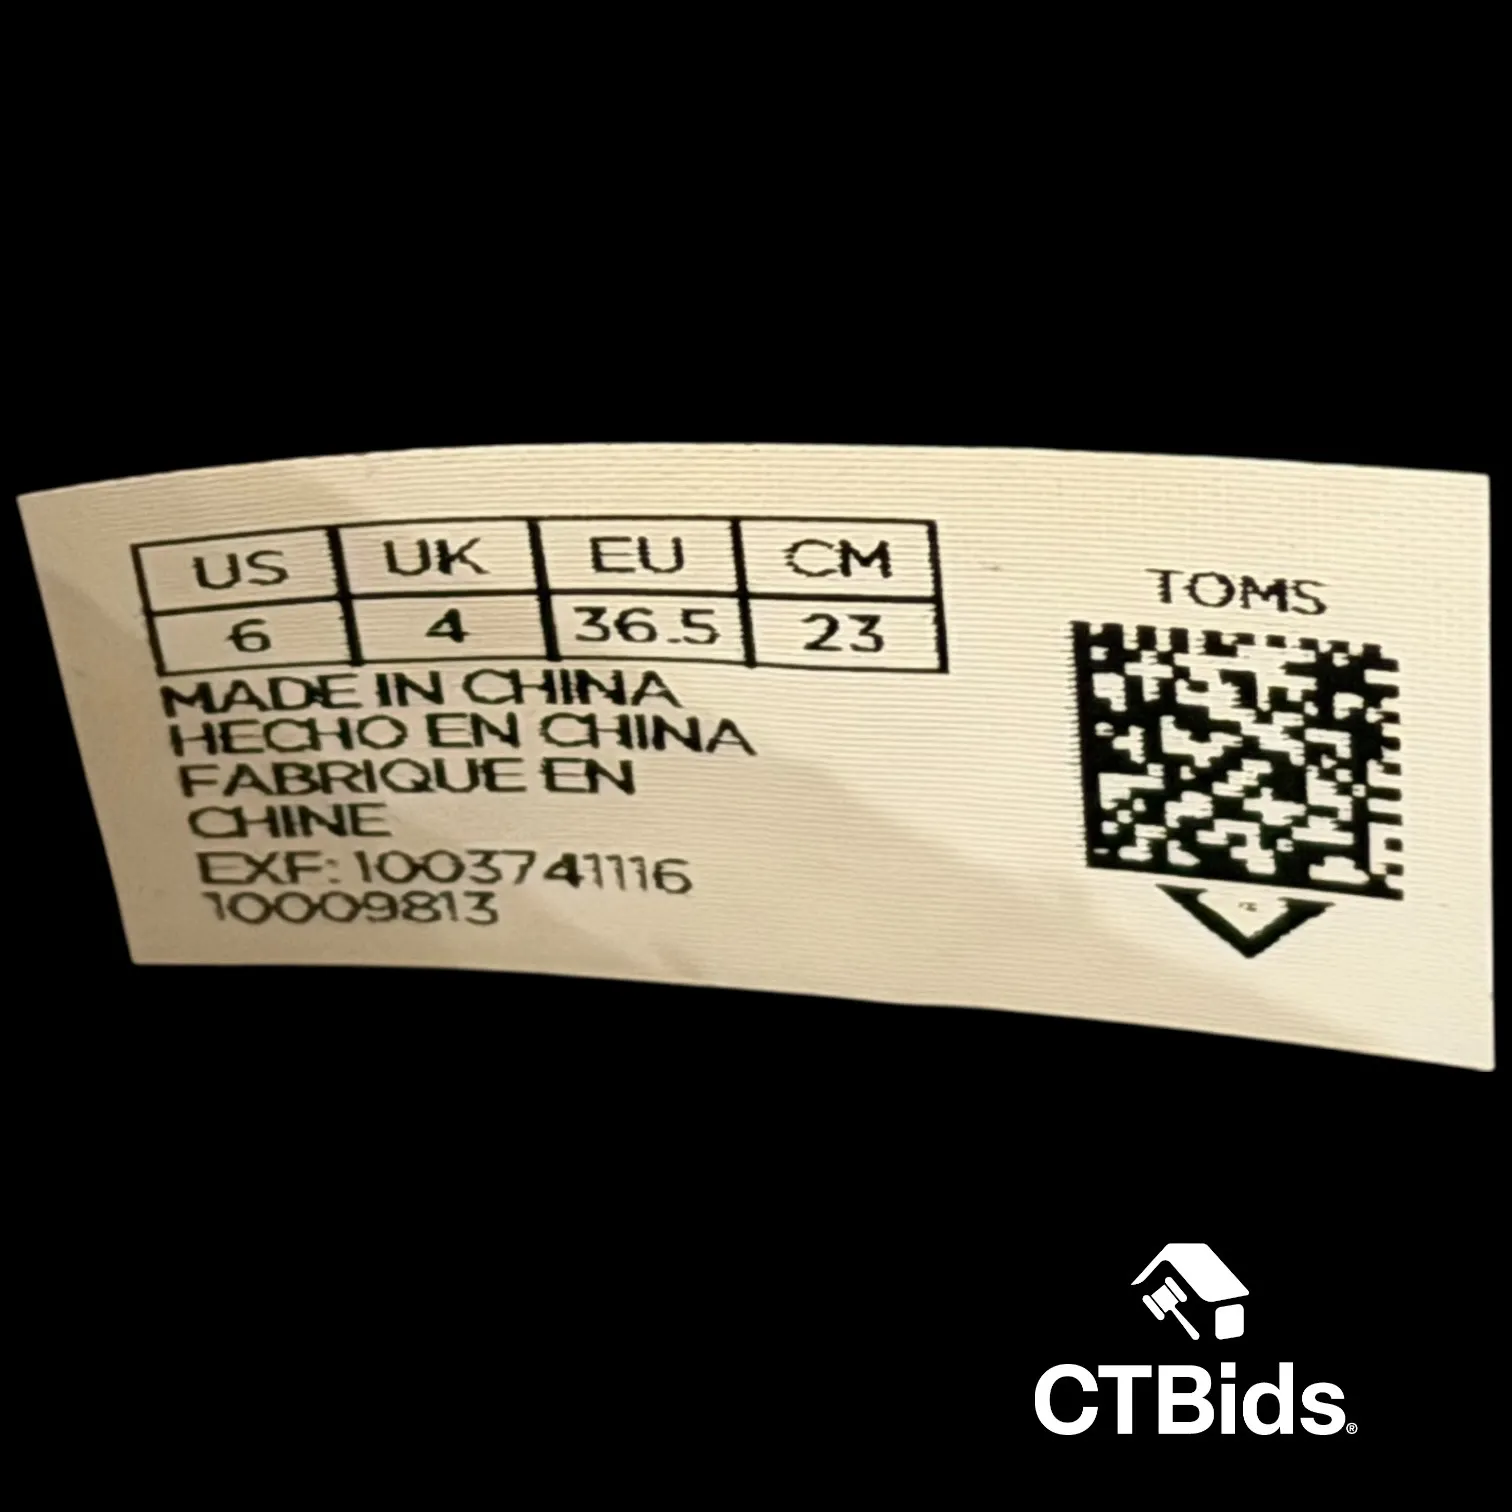 US UK EU CM
6 4 36.5 23
MADE IN CHINA
HECHO EN CHINA
FABRIQUE EN
CHINE
EXF: 1003741116
10009813
TOMS
CTBids®